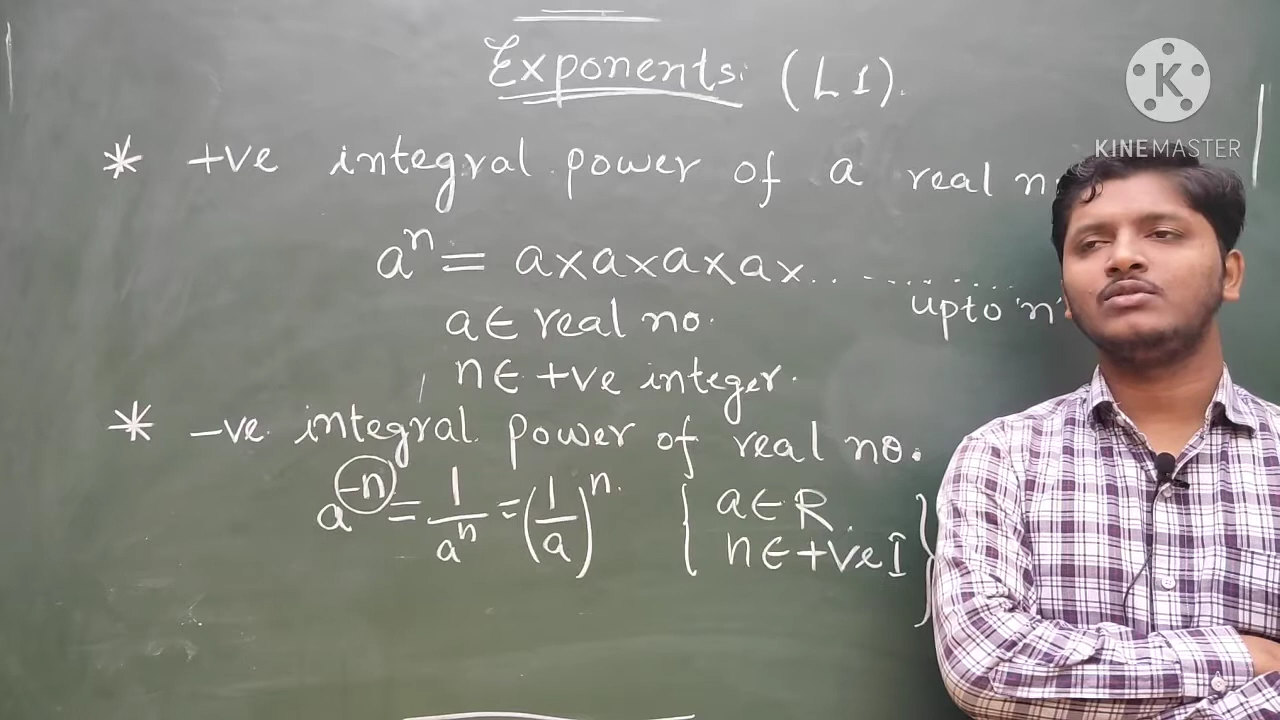 Exponents: (L1).
K
KINEMASTER
* +ve integral power of a real
aⁿ = a×a×a×a×.. ........
upto 'n'
a∈ real no.
n∈ +ve integer.
* -ve integral power of real no.
a⁻ⁿ = 1/aⁿ = (1/a)ⁿ. { a∈R.
n∈+ve I }